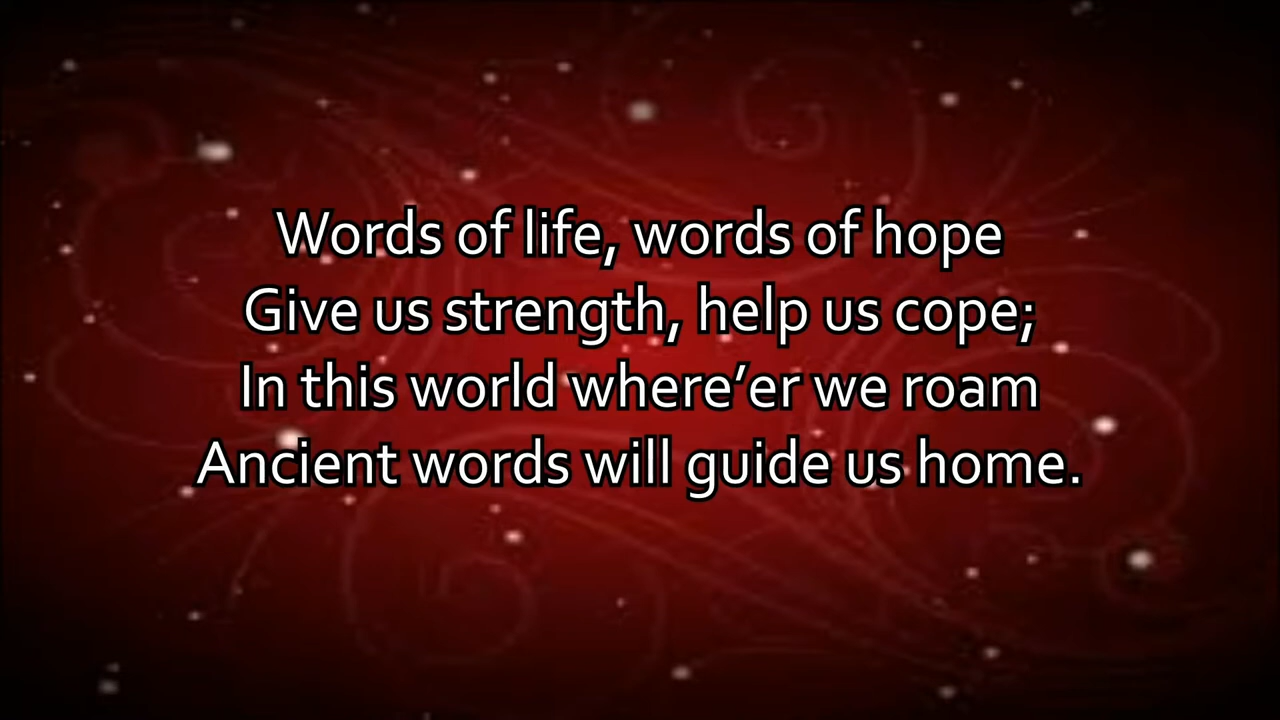 Words of life, words of hope
Give us strength, help us cope;
In this world where’er we roam
Ancient words will guide us home.